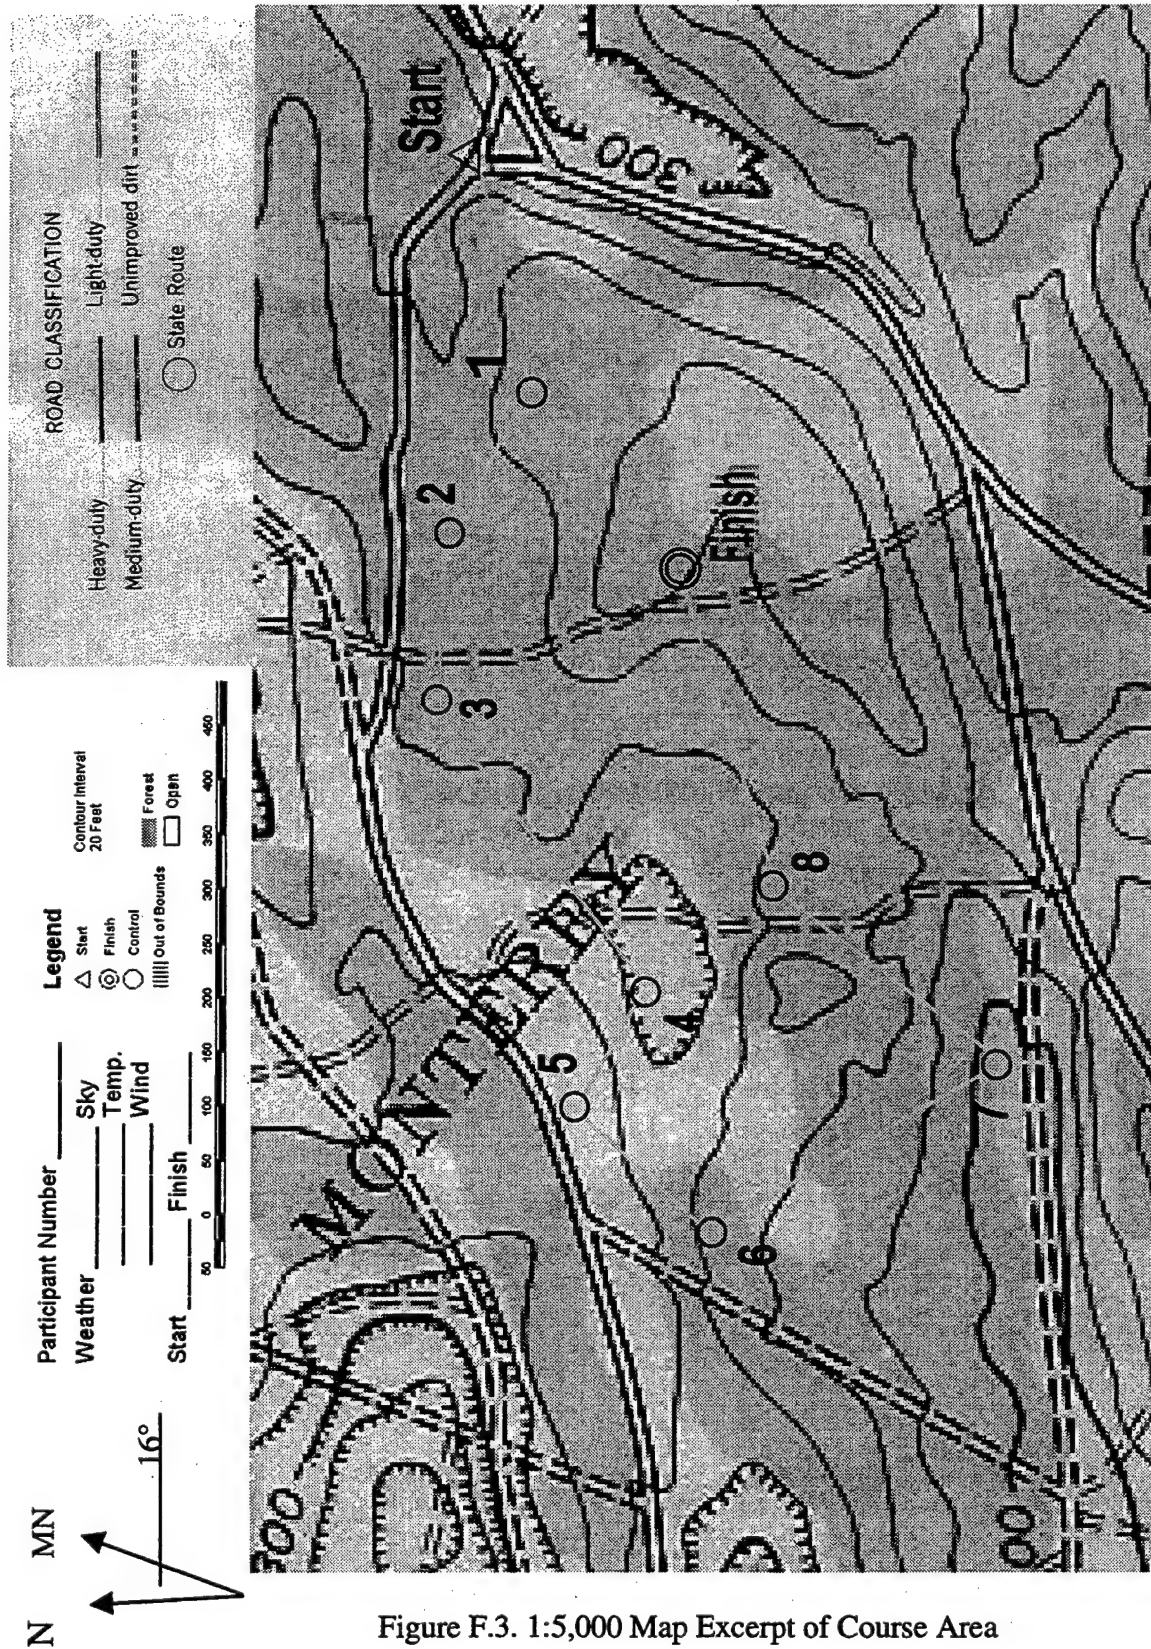 N MN
16°
Participant Number
Weather Sky
Temp.
Wind
Start Finish
Legend
Start
Finish
Control
Out of Bounds
Contour Interval
20 Feet
Forest
Open
50 0 50 100 150 200 250 300 350 400 450
ROAD CLASSIFICATION
Heavy-duty Light-duty
Medium-duty Unimproved dirt
State Route
MONTEREY
Start
300
1
2
3
Finish
4
5
6
7
8
300
00
Figure F.3. 1:5,000 Map Excerpt of Course Area